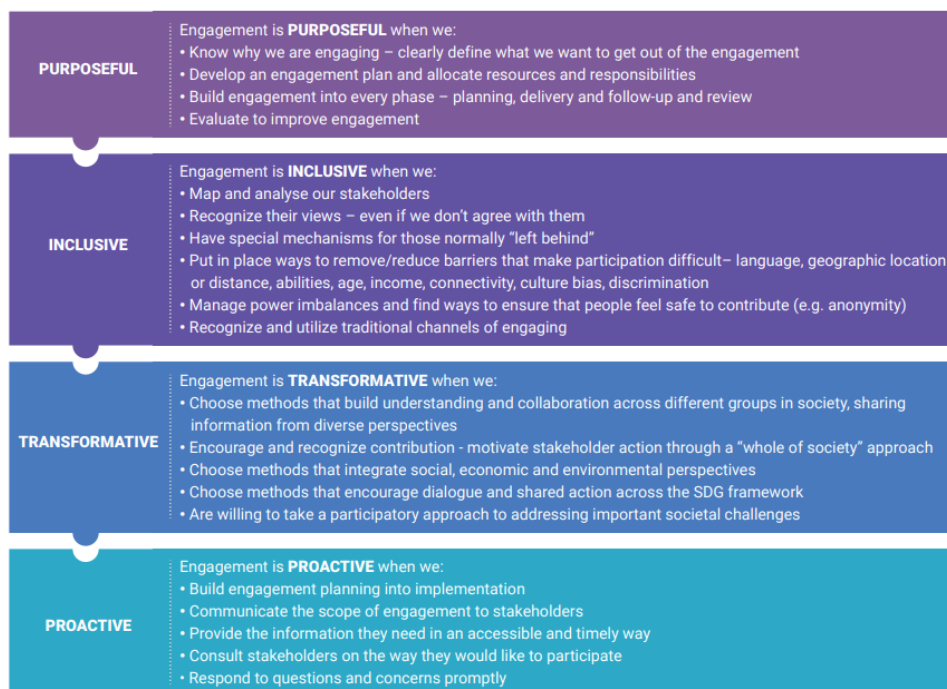 PURPOSEFUL
Engagement is PURPOSEFUL when we:
• Know why we are engaging – clearly define what we want to get out of the engagement
• Develop an engagement plan and allocate resources and responsibilities
• Build engagement into every phase – planning, delivery and follow-up and review
• Evaluate to improve engagement
INCLUSIVE
Engagement is INCLUSIVE when we:
• Map and analyse our stakeholders
• Recognize their views – even if we don’t agree with them
• Have special mechanisms for those normally “left behind”
• Put in place ways to remove/reduce barriers that make participation difficult– language, geographic location
or distance, abilities, age, income, connectivity, culture bias, discrimination
• Manage power imbalances and find ways to ensure that people feel safe to contribute (e.g. anonymity)
• Recognize and utilize traditional channels of engaging
TRANSFORMATIVE
Engagement is TRANSFORMATIVE when we:
• Choose methods that build understanding and collaboration across different groups in society, sharing
information from diverse perspectives
• Encourage and recognize contribution - motivate stakeholder action through a “whole of society” approach
• Choose methods that integrate social, economic and environmental perspectives
• Choose methods that encourage dialogue and shared action across the SDG framework
• Are willing to take a participatory approach to addressing important societal challenges
PROACTIVE
Engagement is PROACTIVE when we:
• Build engagement planning into implementation
• Communicate the scope of engagement to stakeholders
• Provide the information they need in an accessible and timely way
• Consult stakeholders on the way they would like to participate
• Respond to questions and concerns promptly